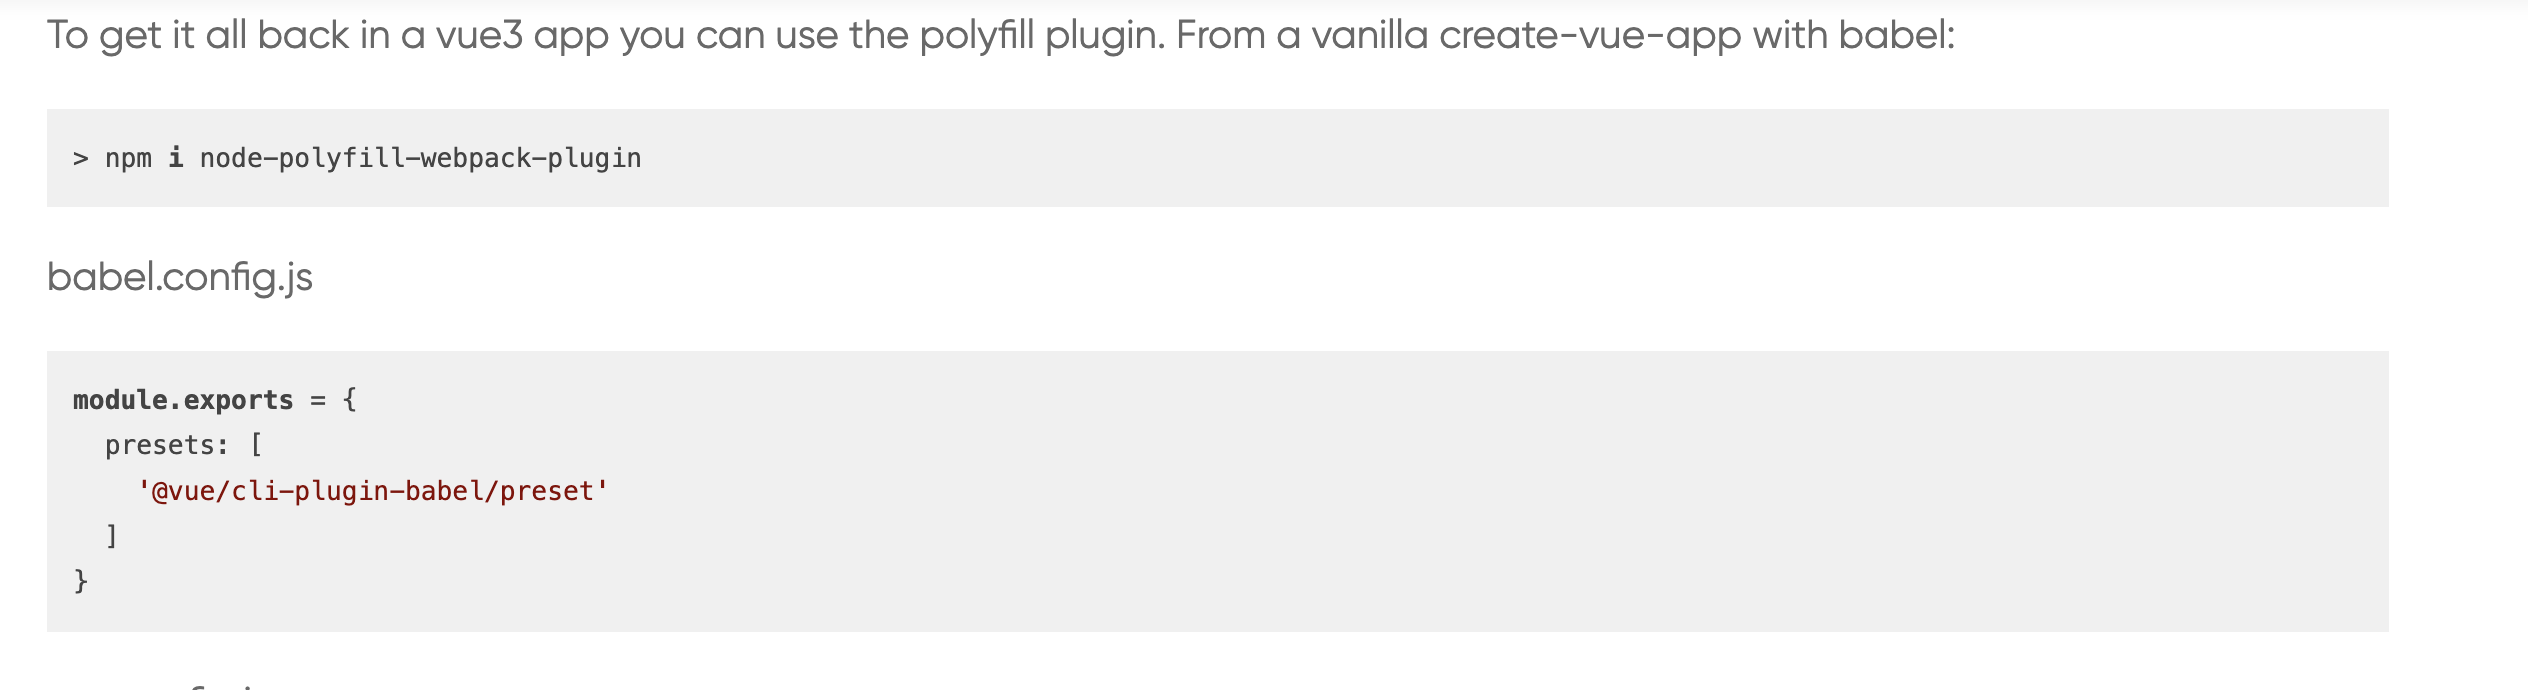 To get it all back in a vue3 app you can use the polyfill plugin. From a vanilla create-vue-app with babel:
> npm i node-polyfill-webpack-plugin
babel.config.js
module.exports = {
  presets: [
    '@vue/cli-plugin-babel/preset'
  ]
}